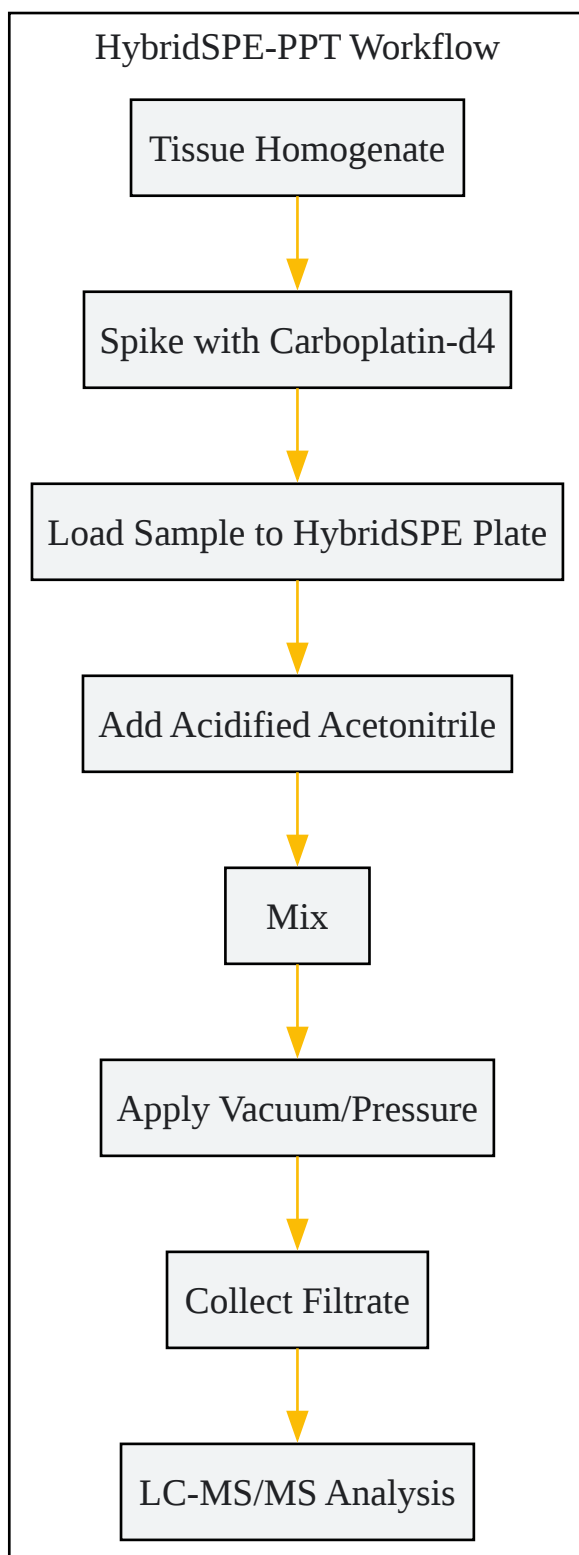 HybridSPE-PPT Workflow
Tissue Homogenate
Spike with Carboplatin-d4
Load Sample to HybridSPE Plate
Add Acidified Acetonitrile
Mix
Apply Vacuum/Pressure
Collect Filtrate
LC-MS/MS Analysis